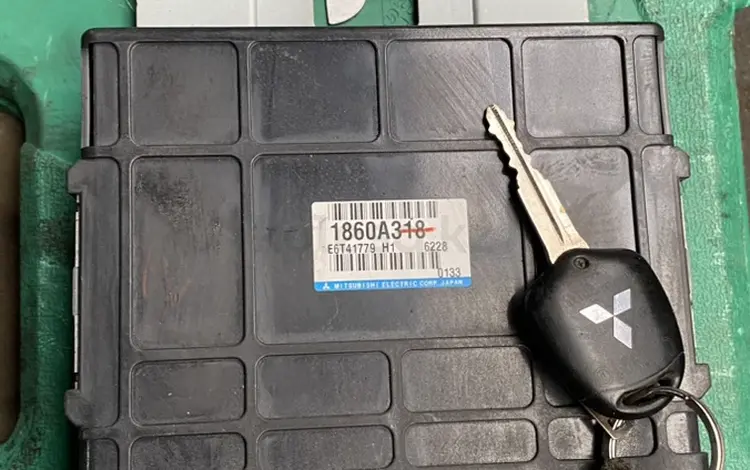 1860A318
E6T41779 H1 6228
0133
MITSUBISHI ELECTRIC CORP. JAPAN